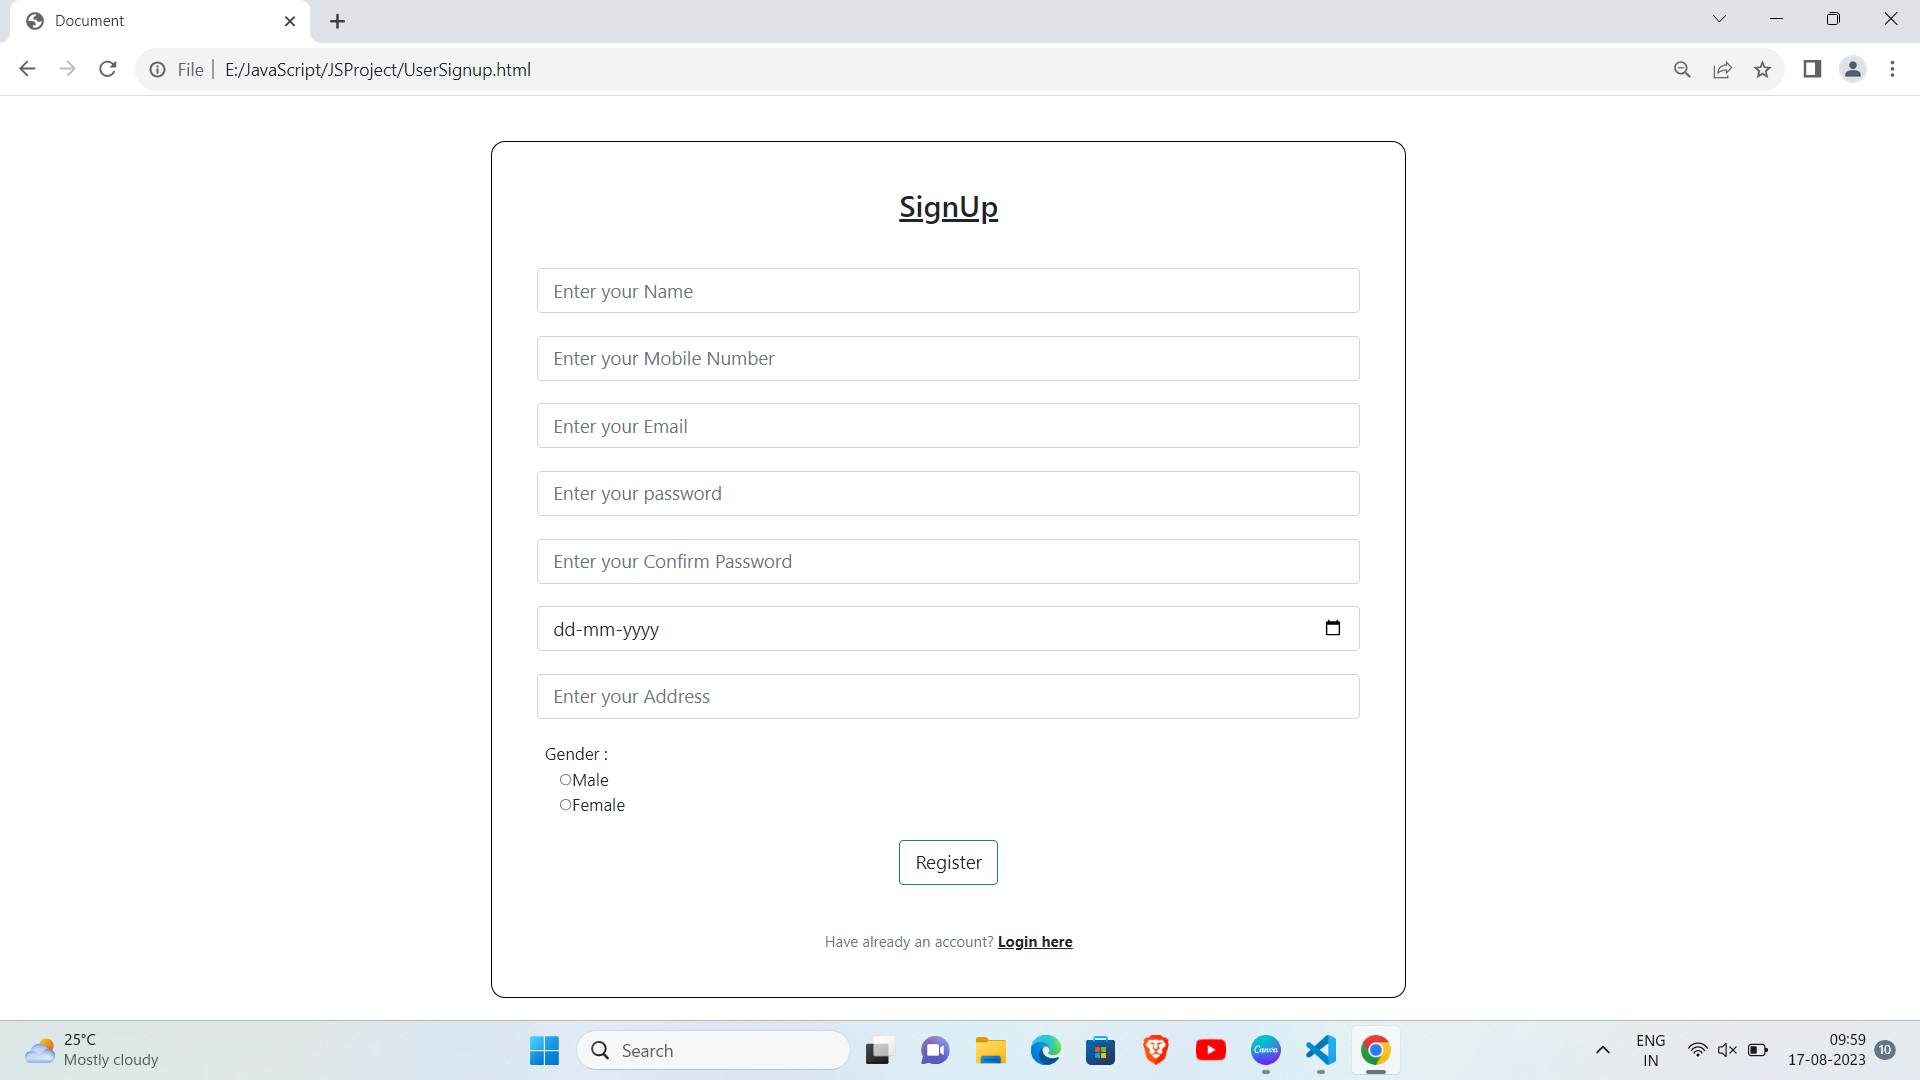 Document
File
E:/JavaScript/JSProject/UserSignup.html
SignUp
Enter your Name
Enter your Mobile Number
Enter your Email
Enter your password
Enter your Confirm Password
dd-mm-yyyy
Enter your Address
Gender :
Male
Female
Register
Have already an account? Login here
25°C
Mostly cloudy
Search
Canva
ENG
IN
09:59
17-08-2023
10